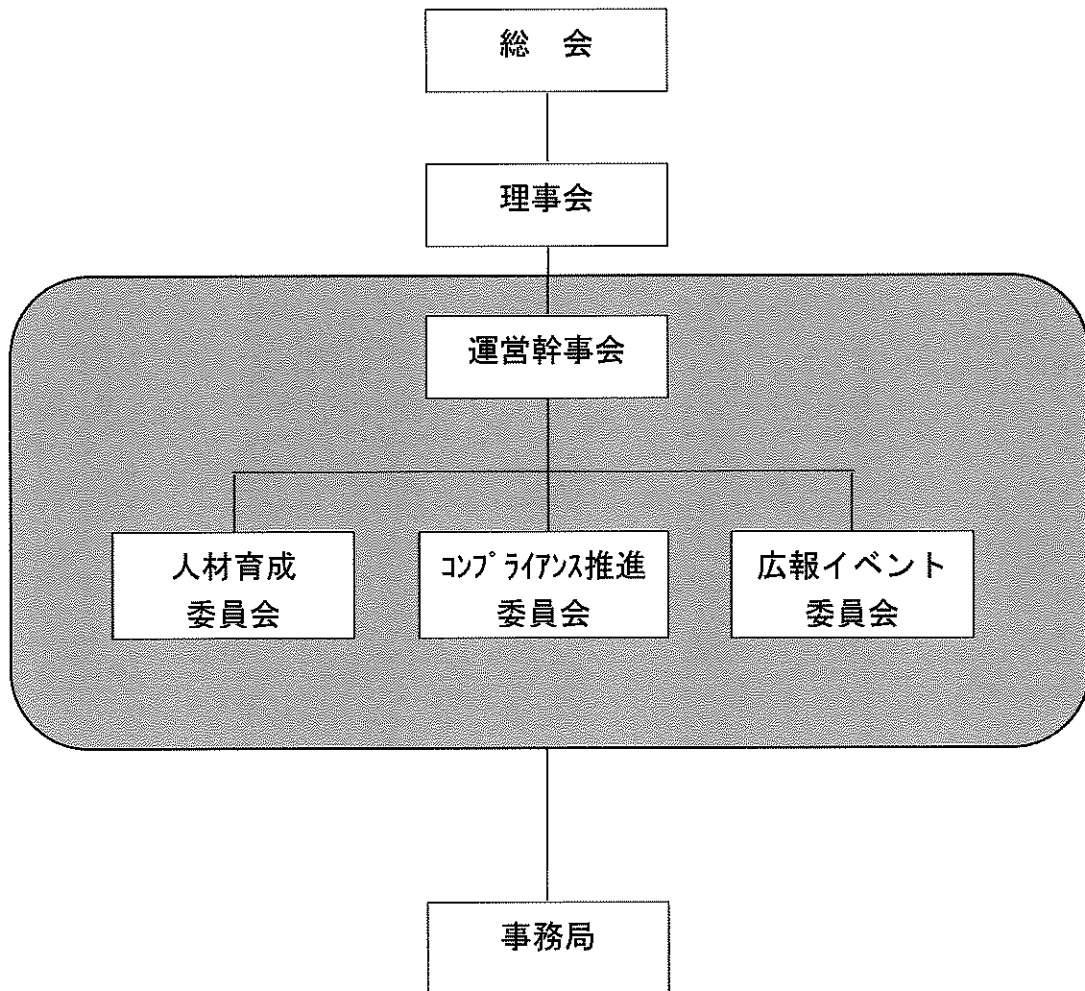 総　会
理事会
運営幹事会
人材育成
委員会
ｺﾝﾌﾟﾗｲｱﾝｽ推進
委員会
広報イベント
委員会
事務局